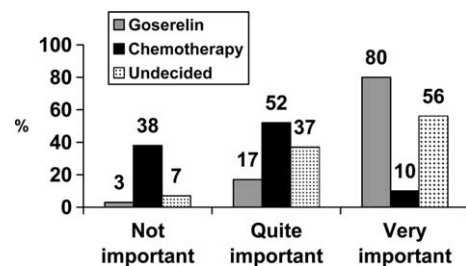 Goserelin
Chemotherapy
Undecided
100
80
60
40
20
0
%
3
38
7
17
52
37
80
10
56
Not
important
Quite
important
Very
important